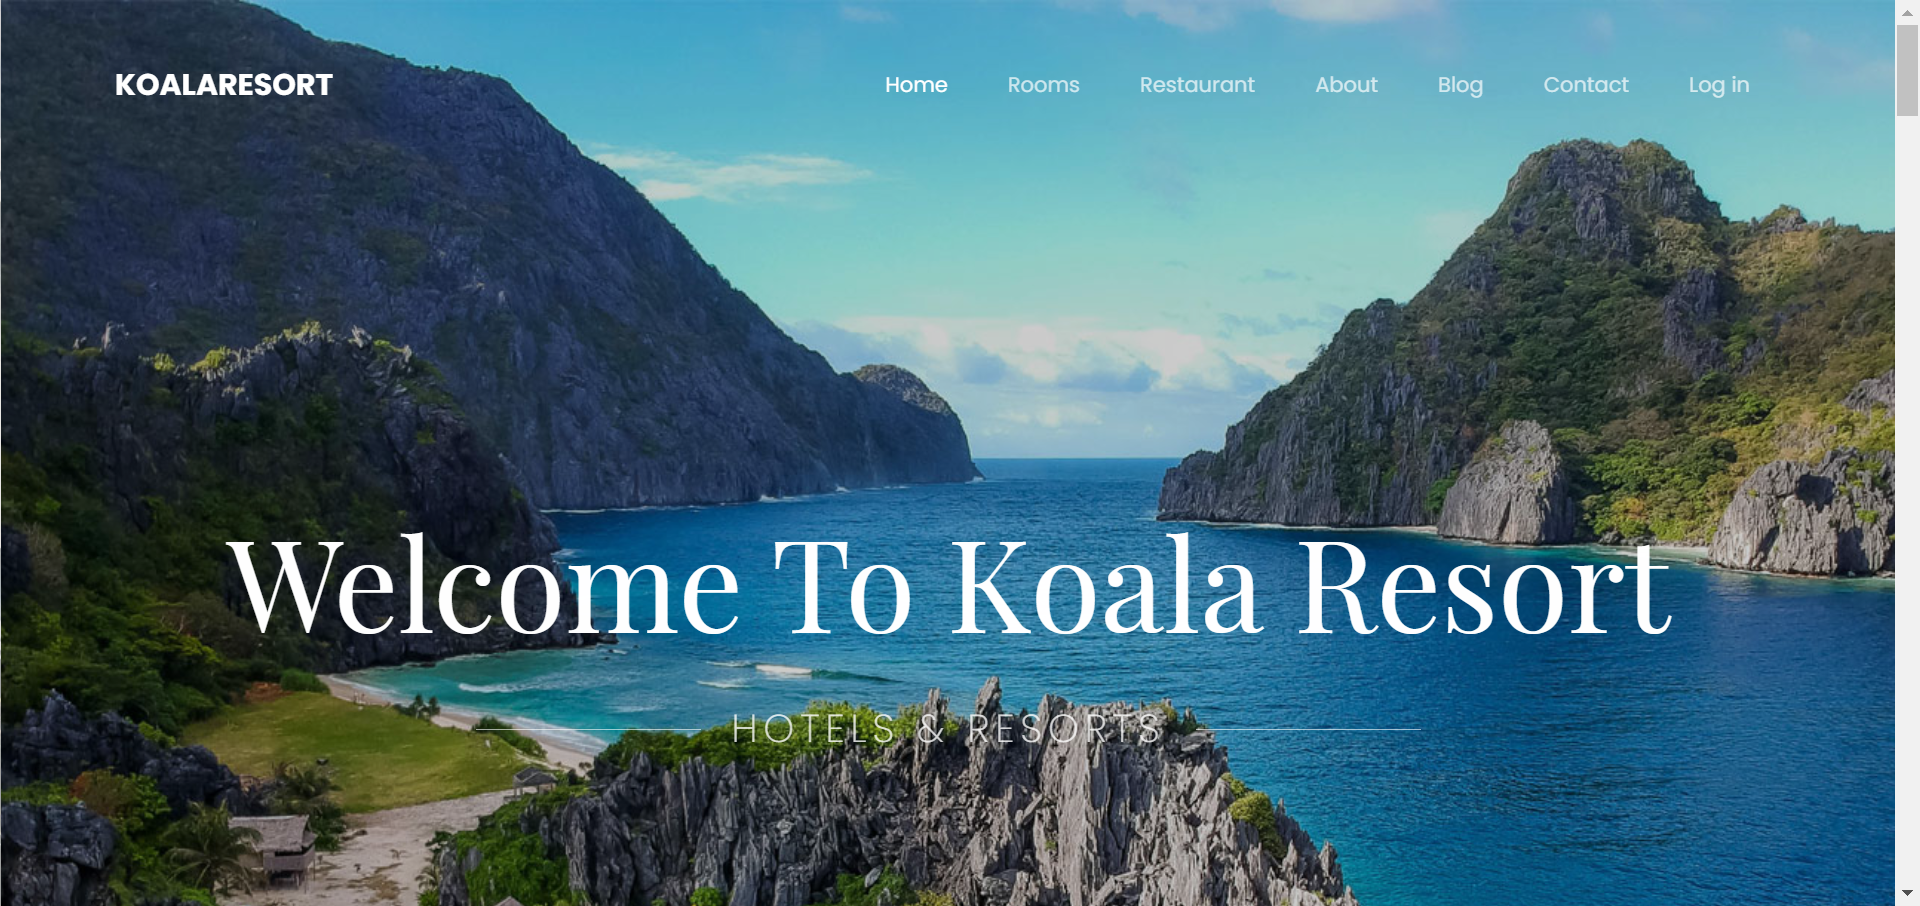 KOALARESORT
Home Rooms Restaurant About Blog Contact Log in
Welcome To Koala Resort
HOTELS & RESORTS